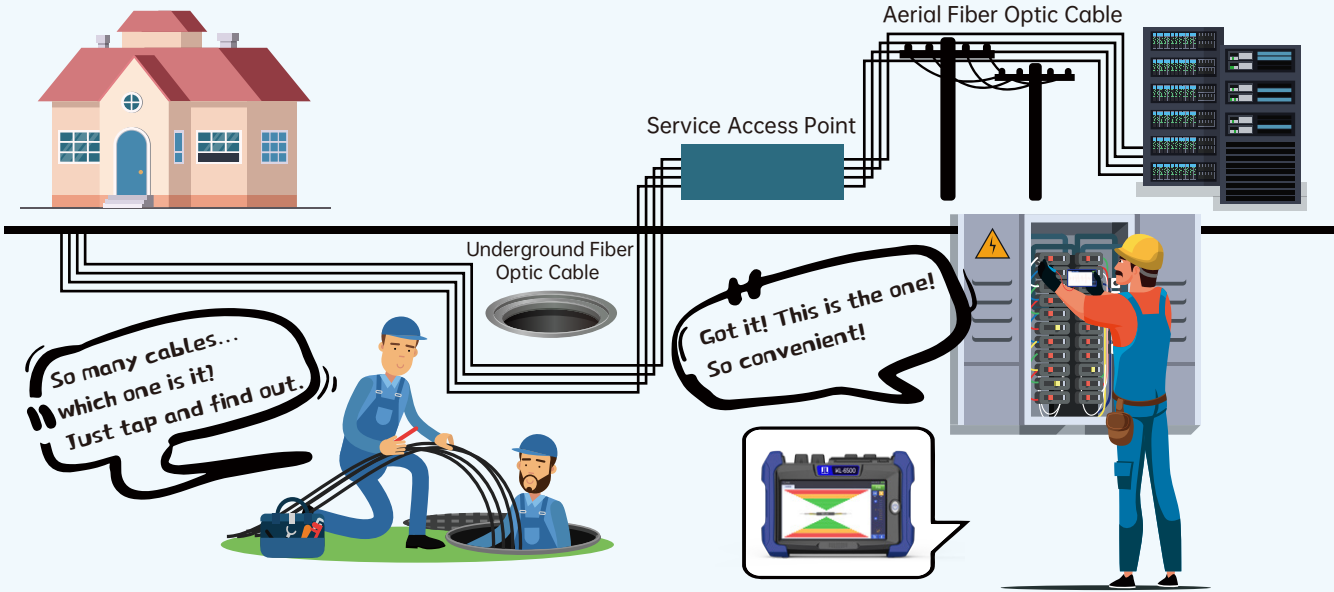 Aerial Fiber Optic Cable
Service Access Point
Underground Fiber
Optic Cable
So many cables...
which one is it?
Just tap and find out.
Got it! This is the one!
So convenient!